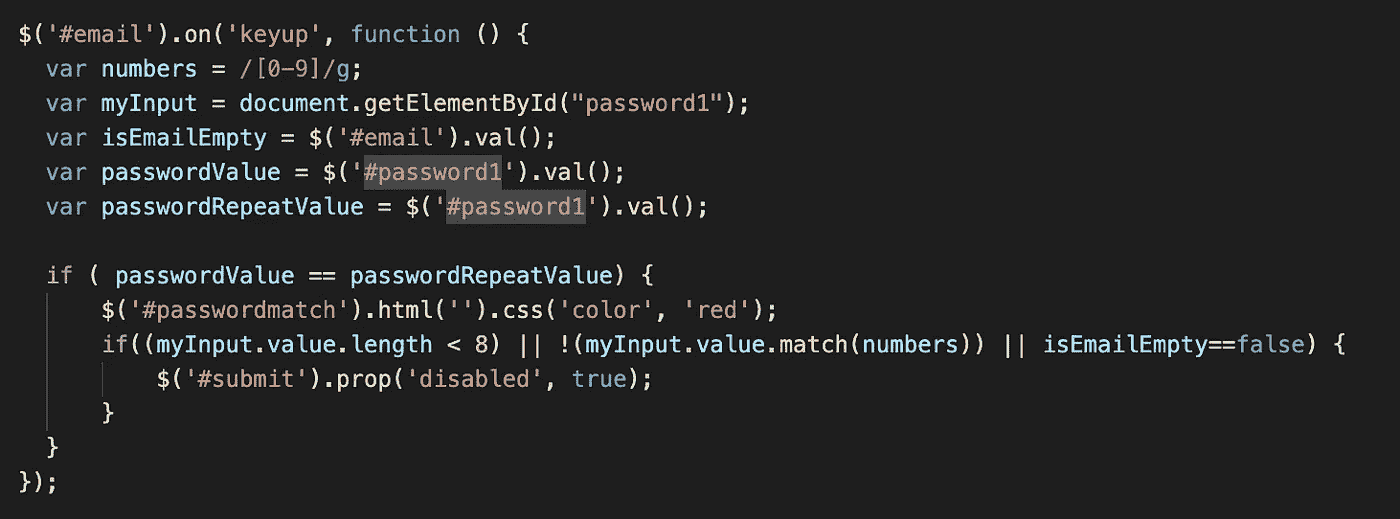 $('#email').on('keyup', function () {
  var numbers = /[0-9]/g;
  var myInput = document.getElementById("password1");
  var isEmailEmpty = $('#email').val();
  var passwordValue = $('#password1').val();
  var passwordRepeatValue = $('#password1').val();

  if ( passwordValue == passwordRepeatValue) {
      $('#passwordmatch').html('').css('color', 'red');
      if((myInput.value.length < 8) || !(myInput.value.match(numbers)) || isEmailEmpty==false) {
          $('#submit').prop('disabled', true);
      }
  }
});